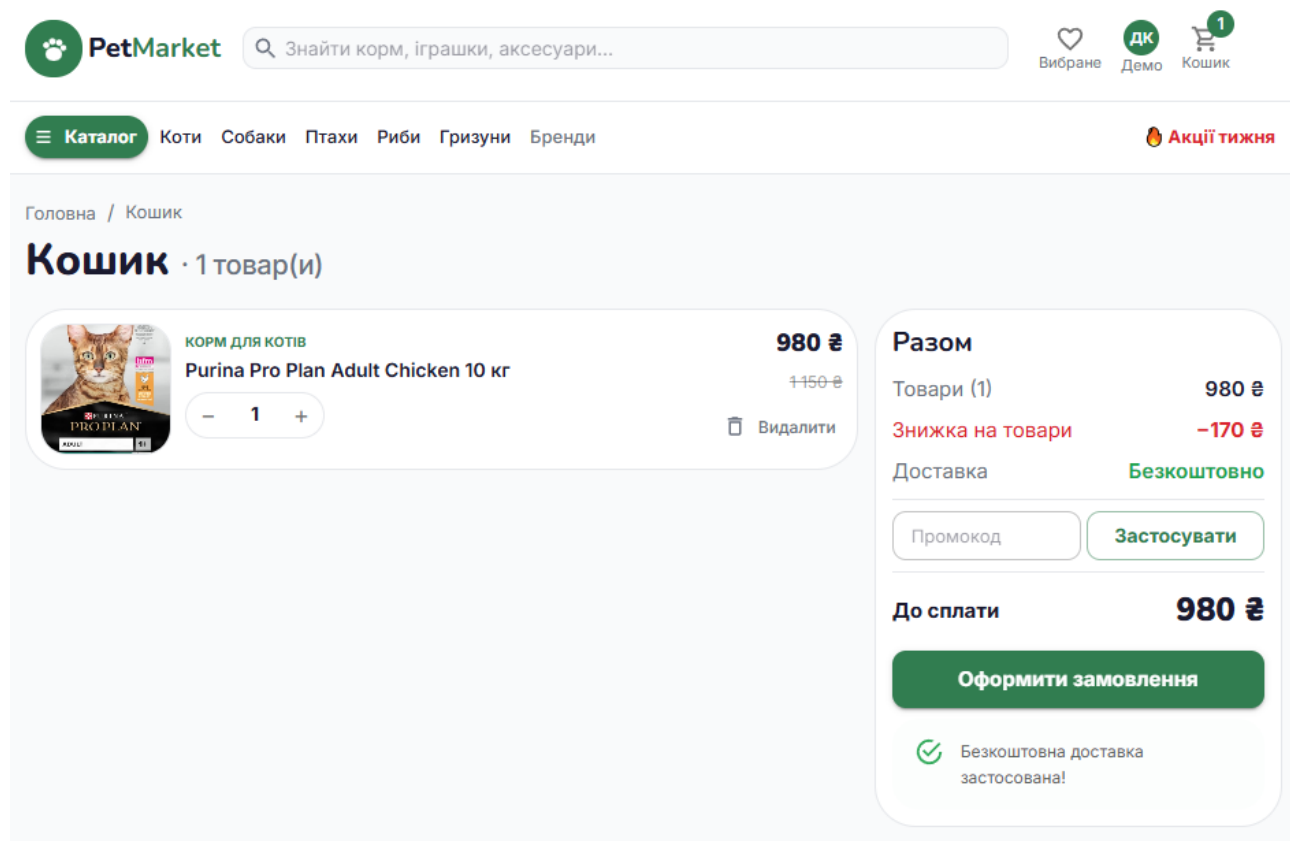 PetMarket
Знайти корм, іграшки, аксесуари...
Вибране
ДК
Демо
1
Кошик
Каталог
Коти
Собаки
Птахи
Риби
Гризуни
Бренди
Акції тижня
Головна / Кошик
Кошик · 1 товар(и)
PURINA
PRO PLAN
ADULT
КОРМ ДЛЯ КОТІВ
Purina Pro Plan Adult Chicken 10 кг
− 1 +
980 ₴
1 150 ₴
Видалити
Разом
Товари (1) 980 ₴
Знижка на товари −170 ₴
Доставка Безкоштовно
Промокод
Застосувати
До сплати 980 ₴
Оформити замовлення
Безкоштовна доставка
застосована!